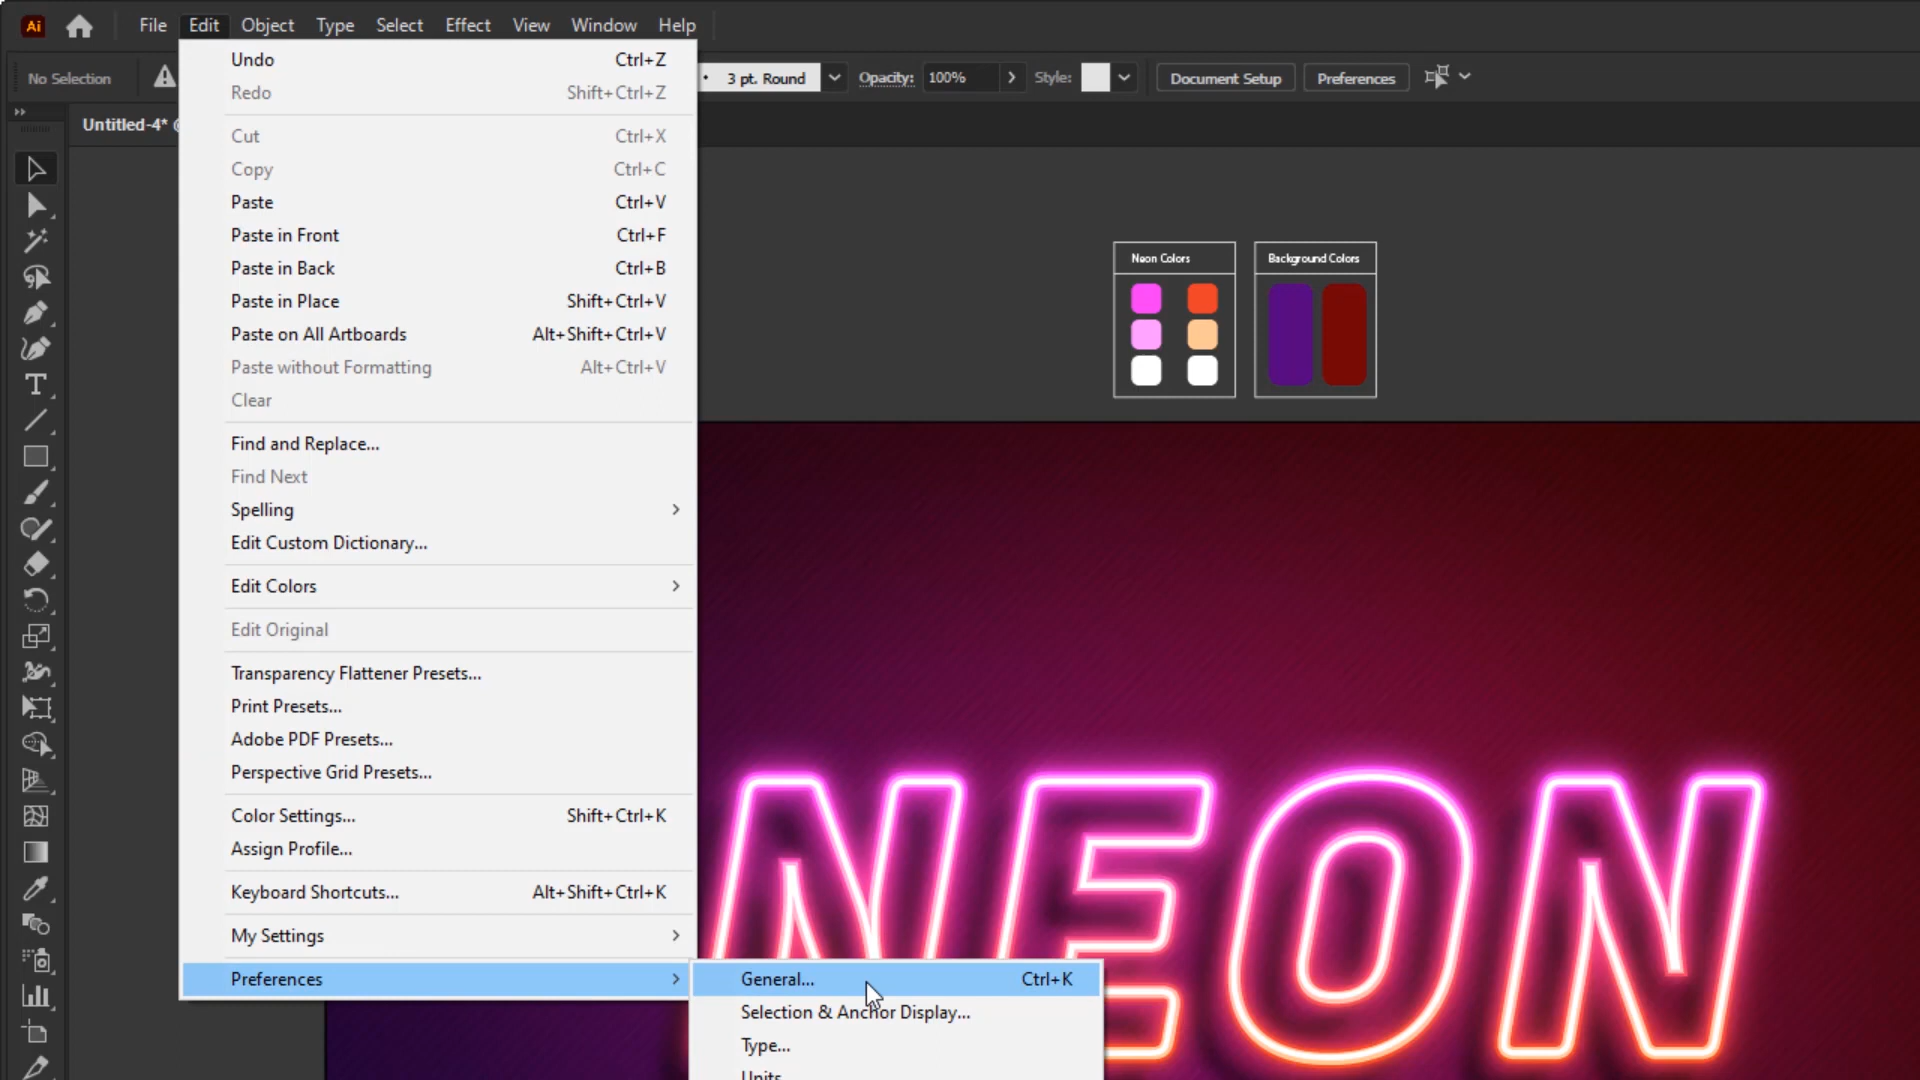 Ai File Edit Object Type Select Effect View Window Help
No Selection 3 pt. Round Opacity: 100% Style: Document Setup Preferences
Untitled-4*
Undo Ctrl+Z
Redo Shift+Ctrl+Z
Cut Ctrl+X
Copy Ctrl+C
Paste Ctrl+V
Paste in Front Ctrl+F
Paste in Back Ctrl+B
Paste in Place Shift+Ctrl+V
Paste on All Artboards Alt+Shift+Ctrl+V
Paste without Formatting Alt+Ctrl+V
Clear
Find and Replace...
Find Next
Spelling
Edit Custom Dictionary...
Edit Colors
Edit Original
Transparency Flattener Presets...
Print Presets...
Adobe PDF Presets...
Perspective Grid Presets...
Color Settings... Shift+Ctrl+K
Assign Profile...
Keyboard Shortcuts... Alt+Shift+Ctrl+K
My Settings
Preferences
General... Ctrl+K
Selection & Anchor Display...
Type...
Units...
Neon Colors
Background Colors
NEON